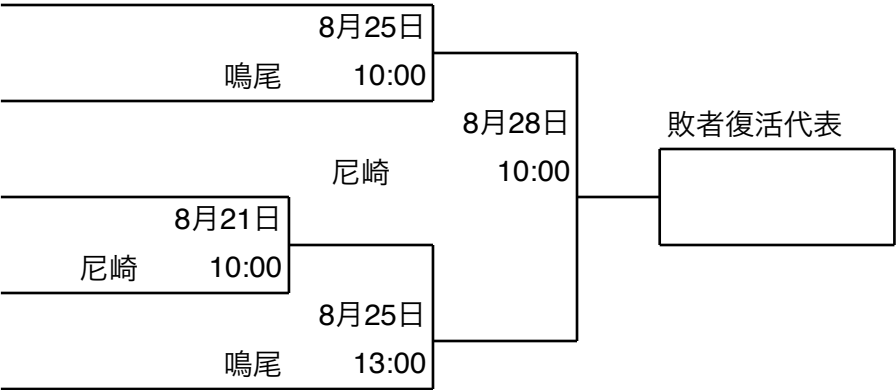 8月25日
鳴尾 10:00
8月28日
敗者復活代表
尼崎 10:00
8月21日
尼崎 10:00
8月25日
鳴尾 13:00